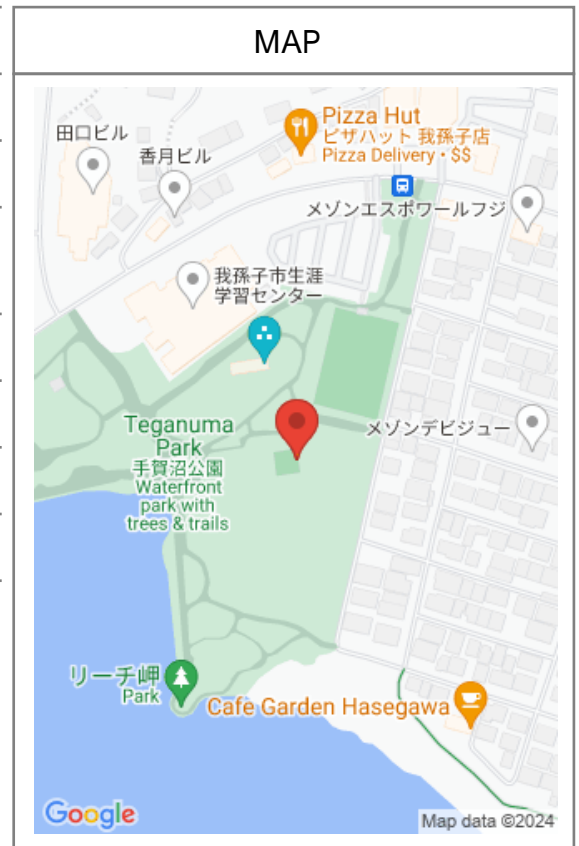 MAP
Pizza Hut
ピザハット 我孫子店
Pizza Delivery • $$
田口ビル
香月ビル
メゾンエスポワールフジ
我孫子市生涯
学習センター
メゾンデビジュー
Teganuma
Park
手賀沼公園
Waterfront
park with
trees & trails
リーチ岬
Park
Cafe Garden Hasegawa
Google
Map data ©2024